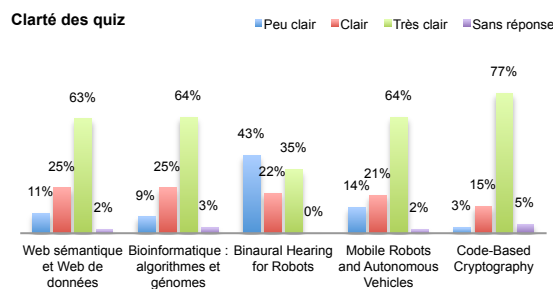 Clarté des quiz
Peu clair Clair Très clair Sans réponse
11% 25% 63% 2%
9% 25% 64% 3%
43% 22% 35% 0%
14% 21% 64% 2%
3% 15% 77% 5%
Web sémantique
et Web de
données
Bioinformatique :
algorithmes et
génomes
Binaural Hearing
for Robots
Mobile Robots
and Autonomous
Vehicles
Code-Based
Cryptography